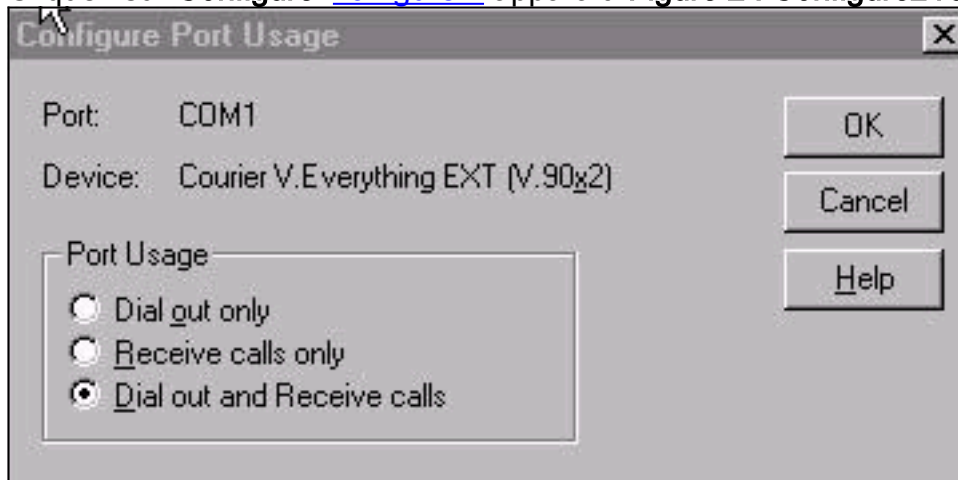 Configure Port Usage
Port: COM1
Device: Courier V.Everything EXT (V.90x2)
Port Usage
Dial out only
Receive calls only
Dial out and Receive calls
OK
Cancel
Help